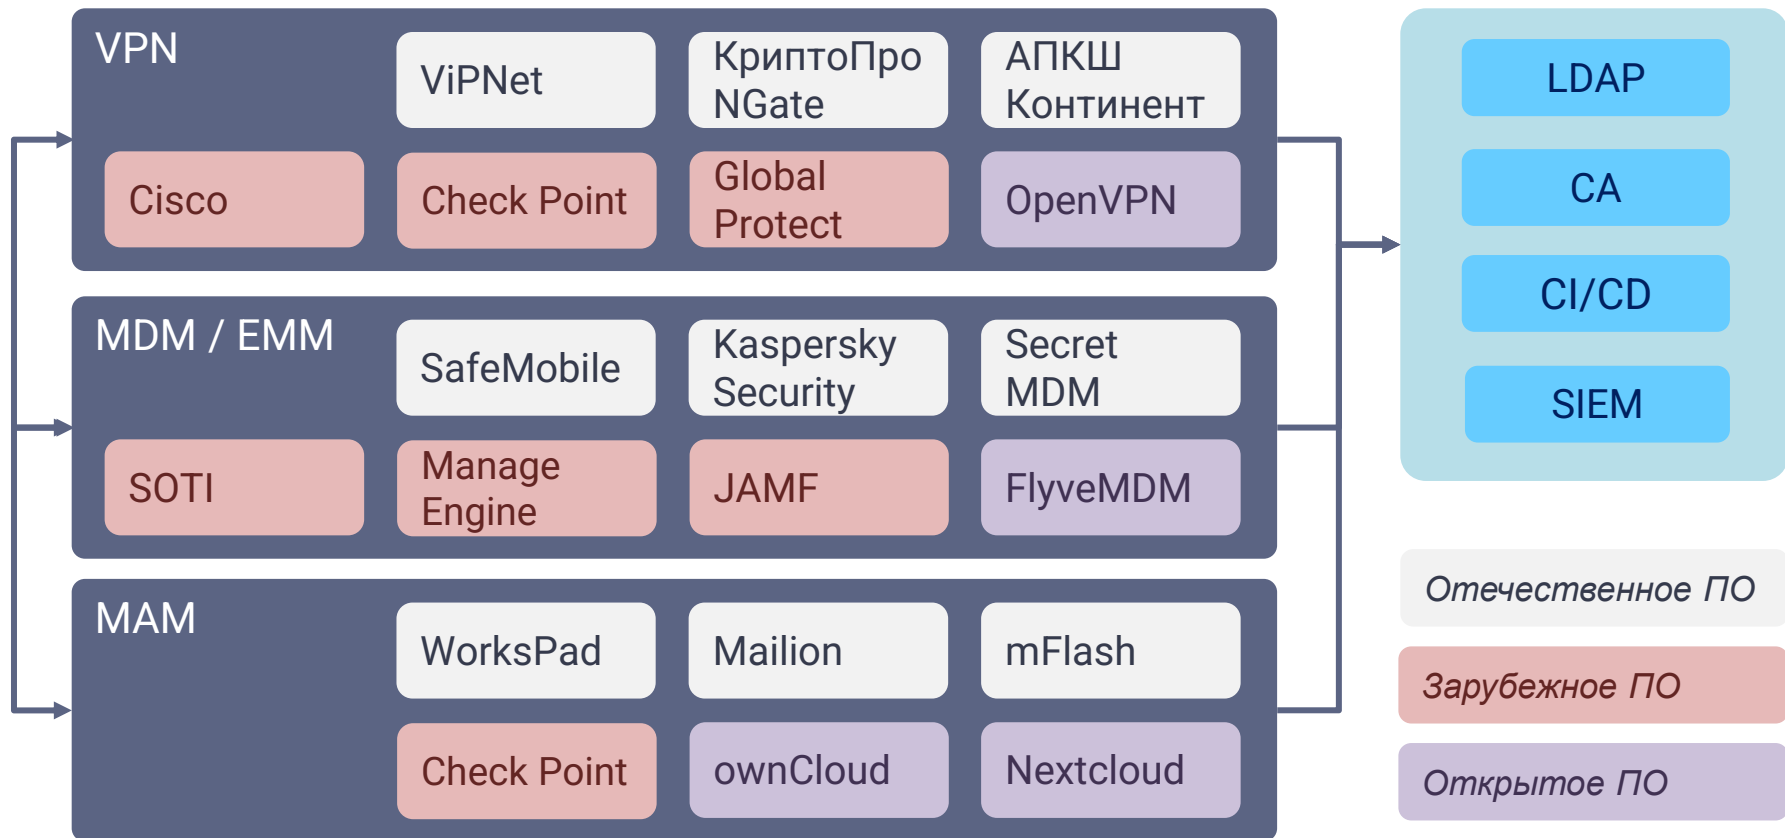 VPN
ViPNet
КриптоПро
NGate
АПКШ
Континент
Cisco
Check Point
Global
Protect
OpenVPN
MDM / EMM
SafeMobile
Kaspersky
Security
Secret
MDM
SOTI
Manage
Engine
JAMF
FlyveMDM
MAM
WorksPad
Mailion
mFlash
Check Point
ownCloud
Nextcloud
LDAP
CA
CI/CD
SIEM
Отечественное ПО
Зарубежное ПО
Открытое ПО